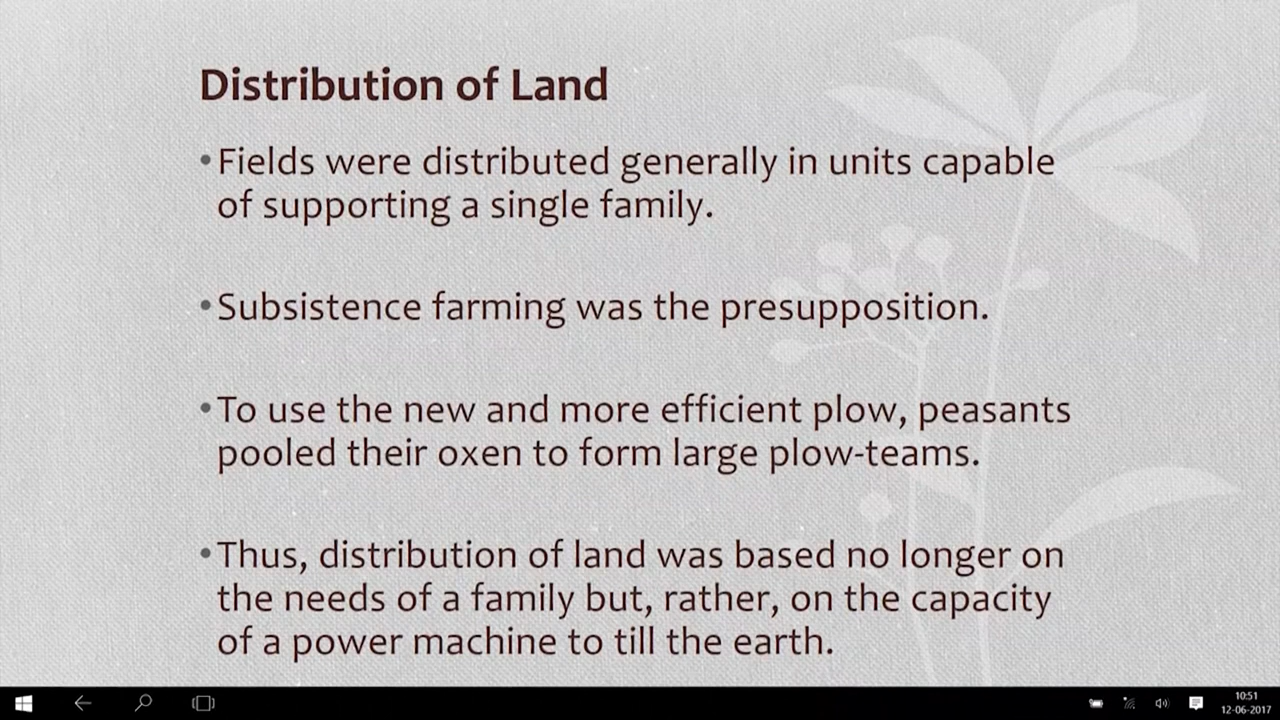 Distribution of Land
•Fields were distributed generally in units capable
of supporting a single family.
•Subsistence farming was the presupposition.
•To use the new and more efficient plow, peasants
pooled their oxen to form large plow-teams.
•Thus, distribution of land was based no longer on
the needs of a family but, rather, on the capacity
of a power machine to till the earth.
10:51
12-06-2017